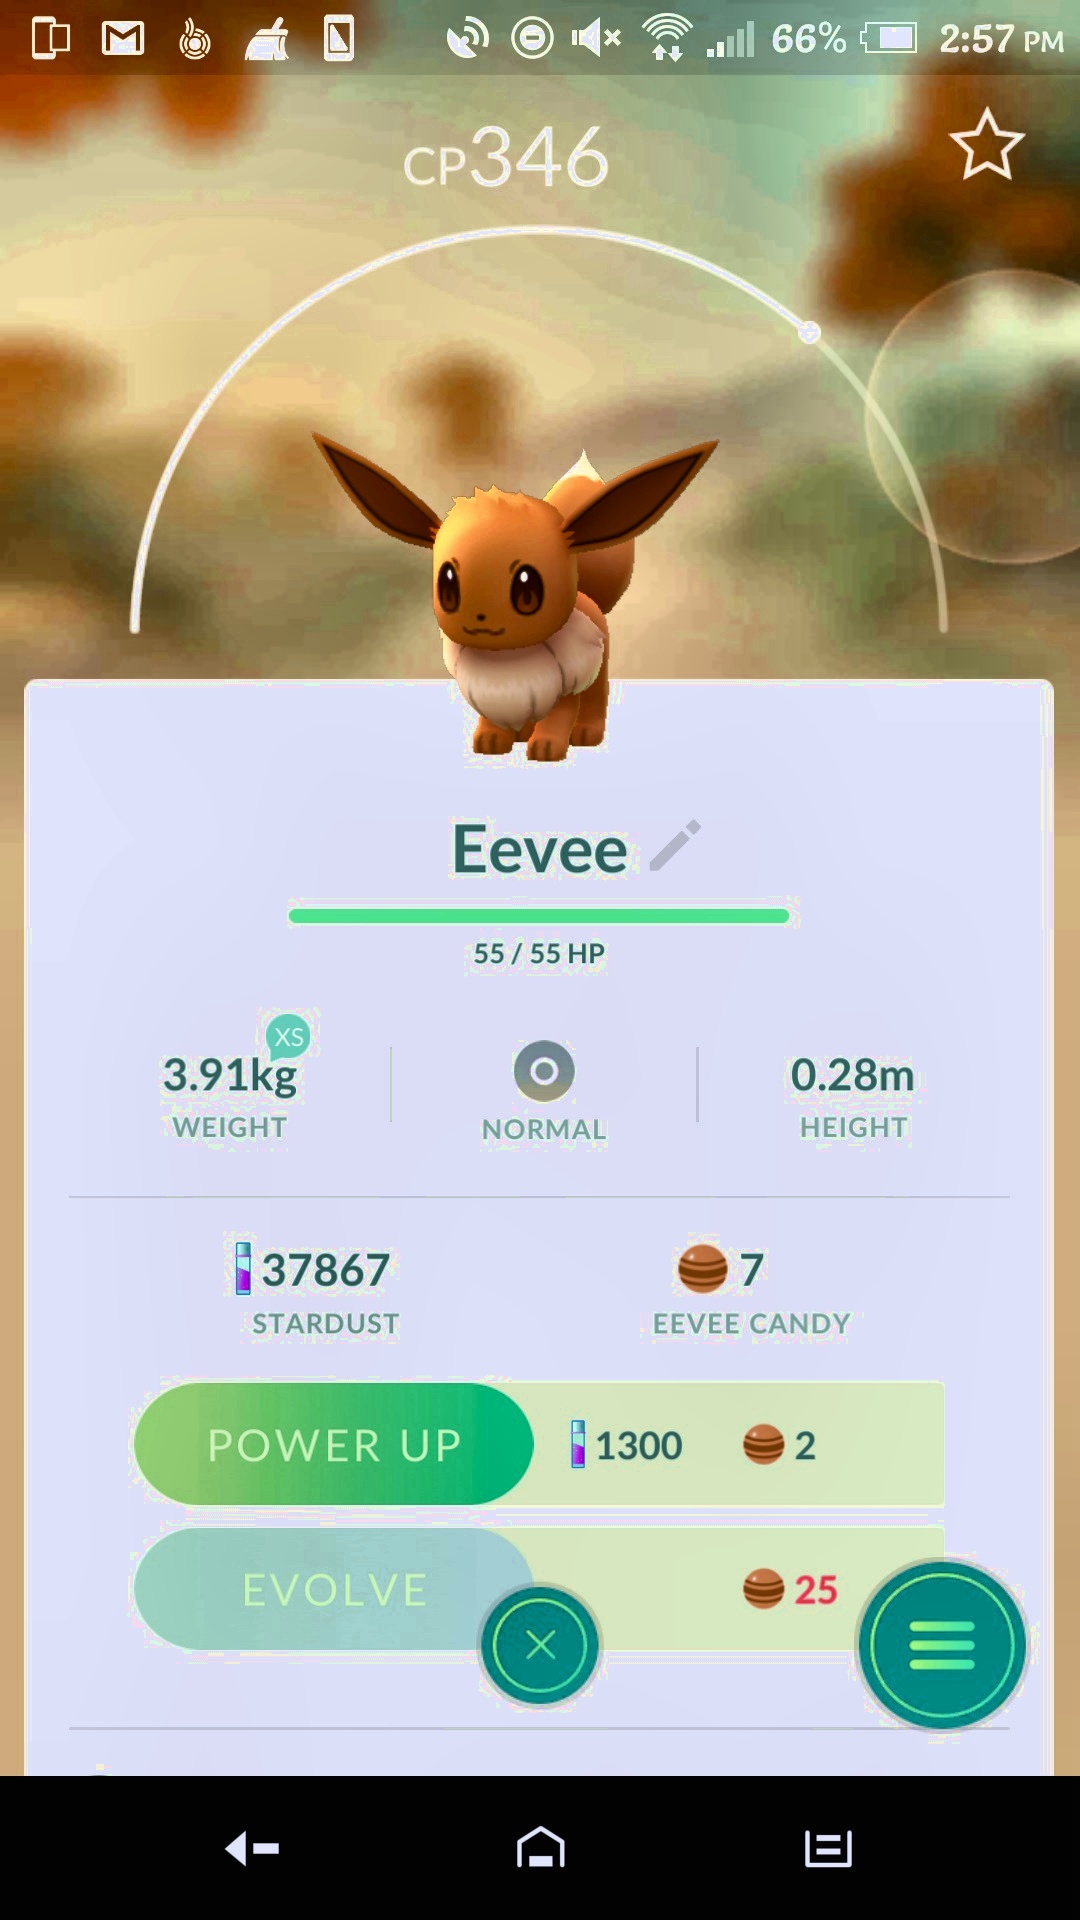 66% 2:57 PM
CP346
Eevee
55 / 55 HP
XS
3.91kg
WEIGHT
NORMAL
0.28m
HEIGHT
37867
STARDUST
7
EEVEE CANDY
POWER UP 1300 2
EVOLVE 25